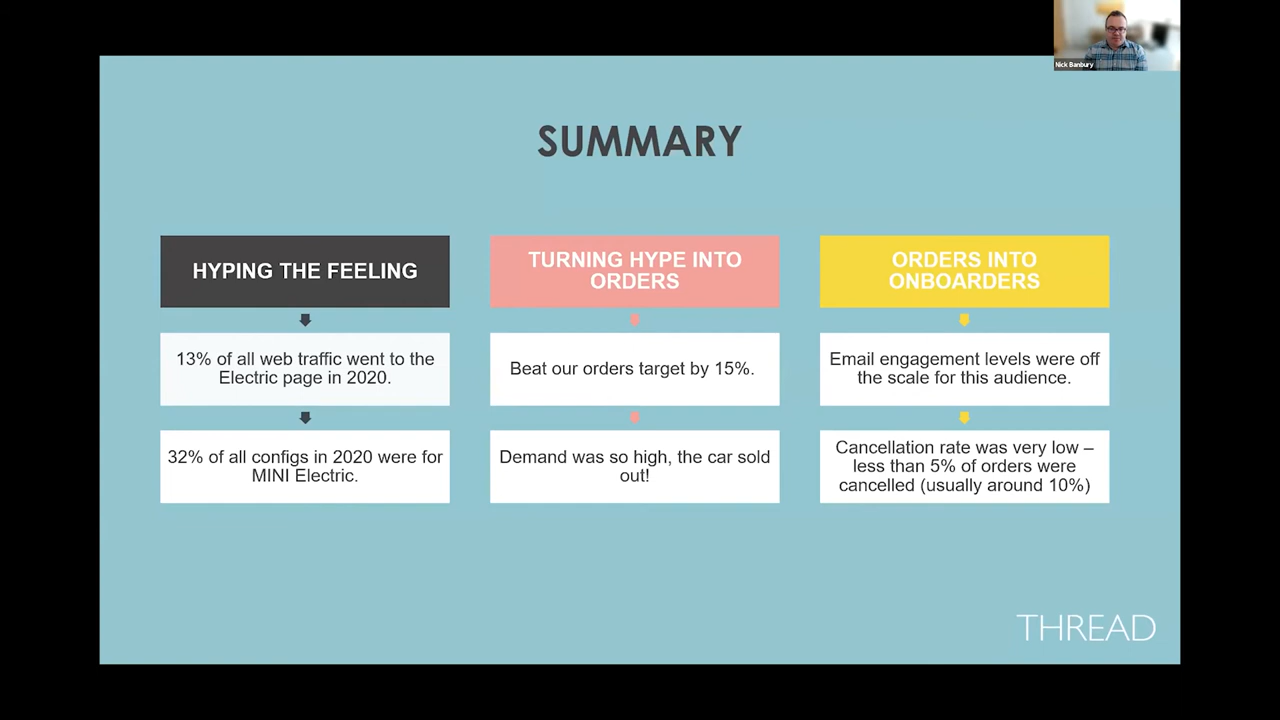 Nick Banbury
SUMMARY
HYPING THE FEELING
13% of all web traffic went to the
Electric page in 2020.
32% of all configs in 2020 were for
MINI Electric.
TURNING HYPE INTO
ORDERS
Beat our orders target by 15%.
Demand was so high, the car sold
out!
ORDERS INTO
ONBOARDERS
Email engagement levels were off
the scale for this audience.
Cancellation rate was very low –
less than 5% of orders were
cancelled (usually around 10%)
THREAD